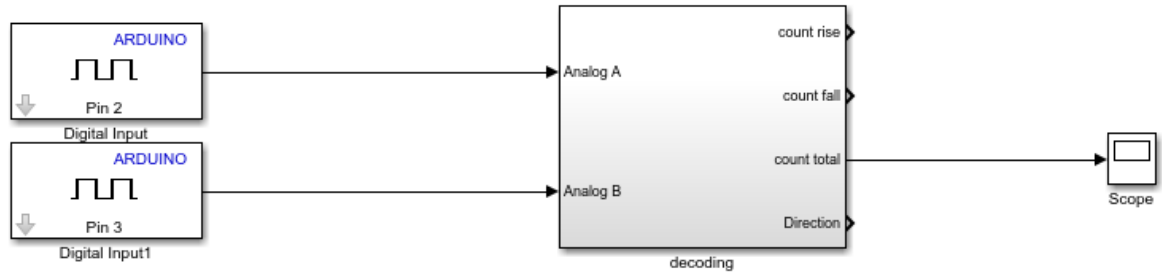 ARDUINO
Pin 2
Digital Input
ARDUINO
Pin 3
Digital Input1
Analog A
Analog B
count rise
count fall
count total
Direction
decoding
Scope